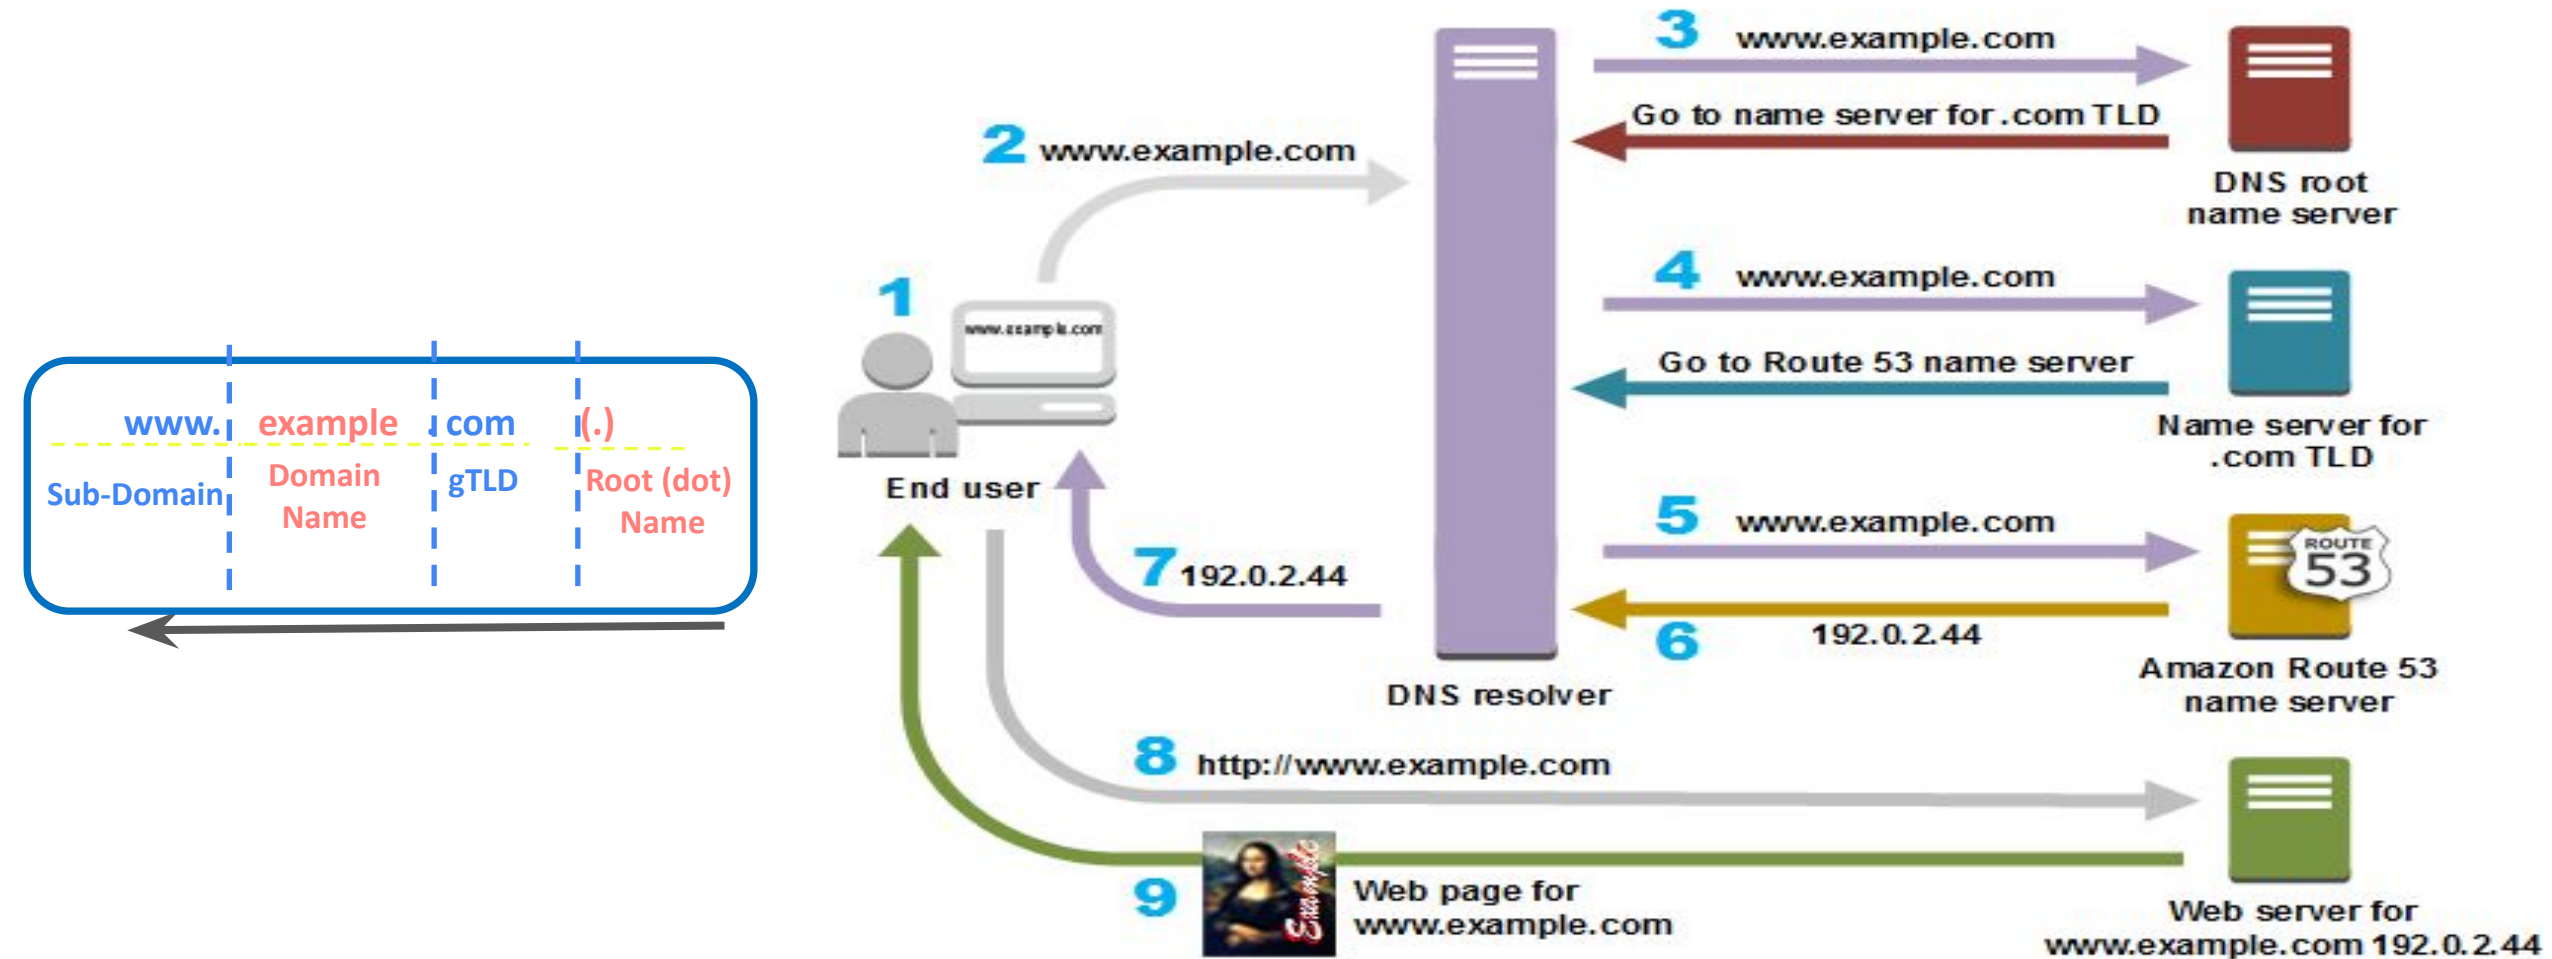 www. example . com (.)
Sub-Domain
Domain
Name
gTLD
Root (dot)
Name
1
www.example.com
End user
2 www.example.com
DNS resolver
3 www.example.com
Go to name server for .com TLD
DNS root
name server
4 www.example.com
Go to Route 53 name server
Name server for
.com TLD
5 www.example.com
6 192.0.2.44
ROUTE
53
Amazon Route 53
name server
7 192.0.2.44
8 http://www.example.com
9
Example
Web page for
www.example.com
Web server for
www.example.com 192.0.2.44